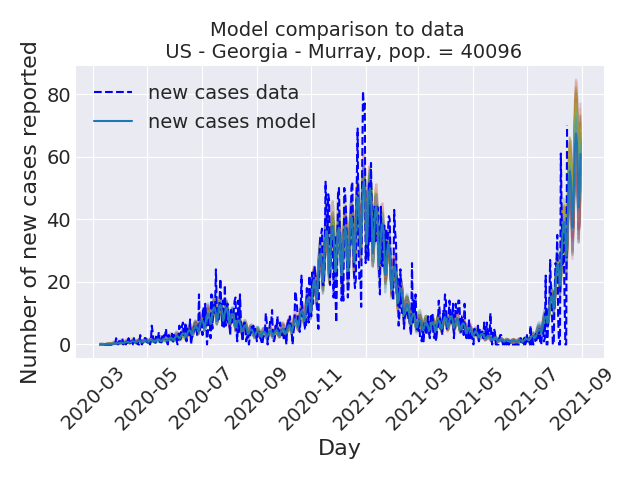 Model comparison to data
US - Georgia - Murray, pop. = 40096
Number of new cases reported
new cases data
new cases model
80
60
40
20
0
2020-03
2020-05
2020-07
2020-09
2020-11
2021-01
2021-03
2021-05
2021-07
2021-09
Day